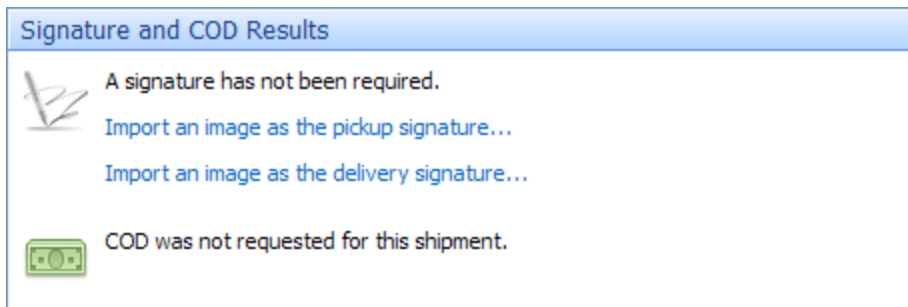 Signature and COD Results
A signature has not been required.
Import an image as the pickup signature...
Import an image as the delivery signature...
COD was not requested for this shipment.